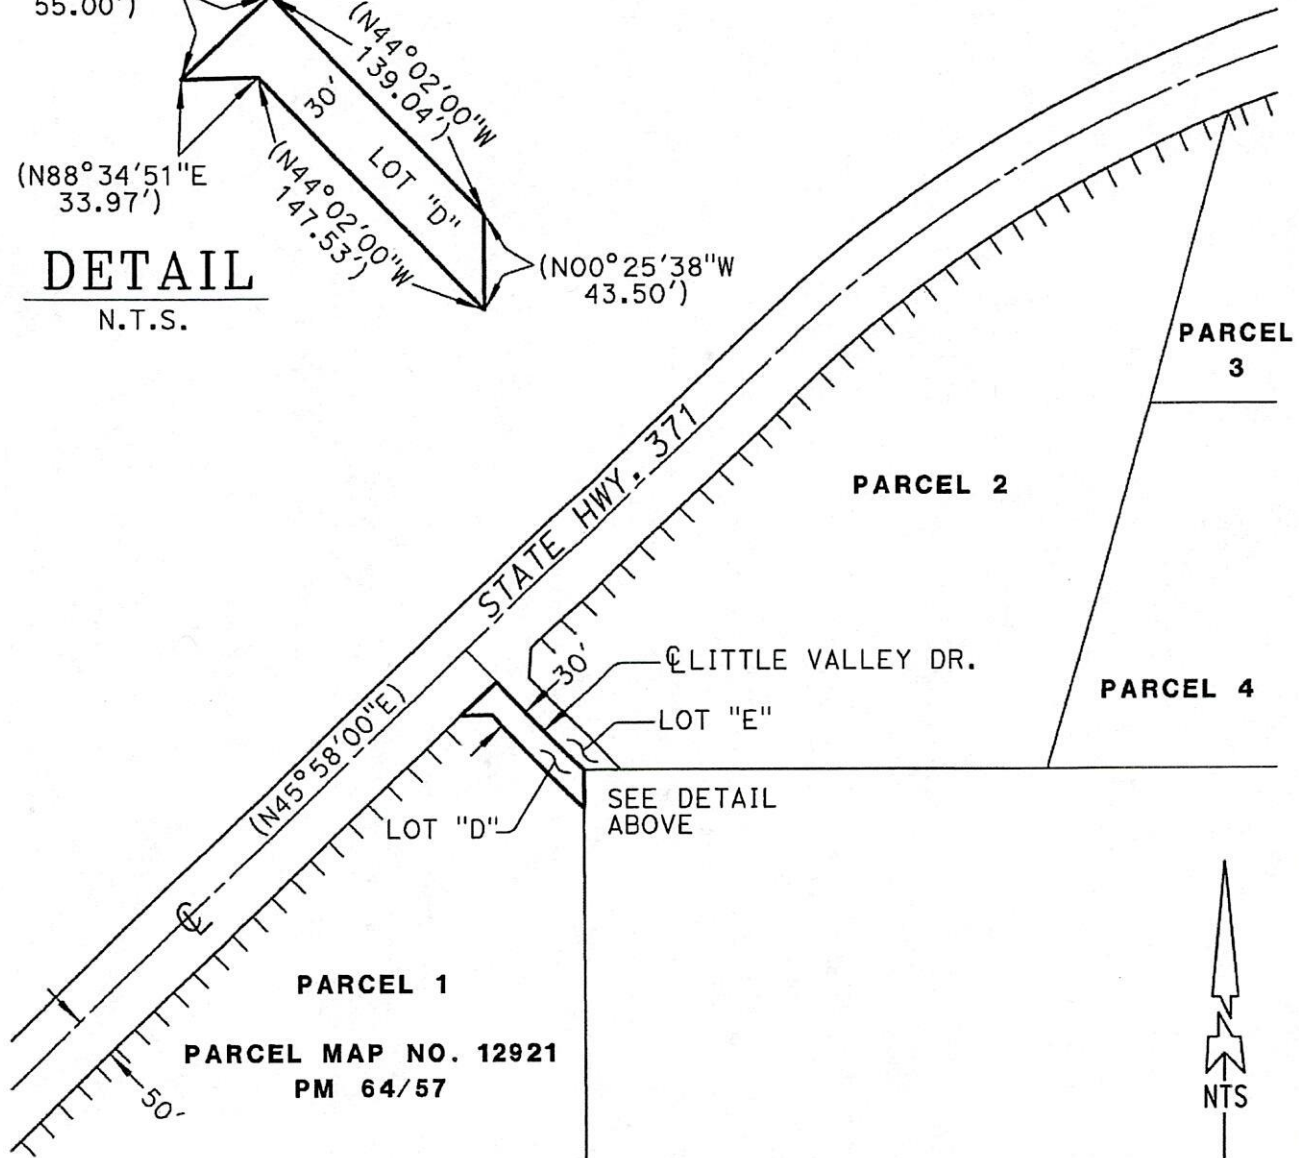 55.00')
(N44°02'00"W
139.04')
30'
LOT "D"
(N44°02'00"W
147.53')
(N88°34'51"E
33.97')
(N00°25'38"W
43.50')
DETAIL
N.T.S.
PARCEL
3
STATE HWY. 371
PARCEL 2
30'
℄ LITTLE VALLEY DR.
PARCEL 4
LOT "E"
(N45°58'00"E)
SEE DETAIL
ABOVE
LOT "D"
℄
PARCEL 1
PARCEL MAP NO. 12921
PM 64/57
50'
NTS